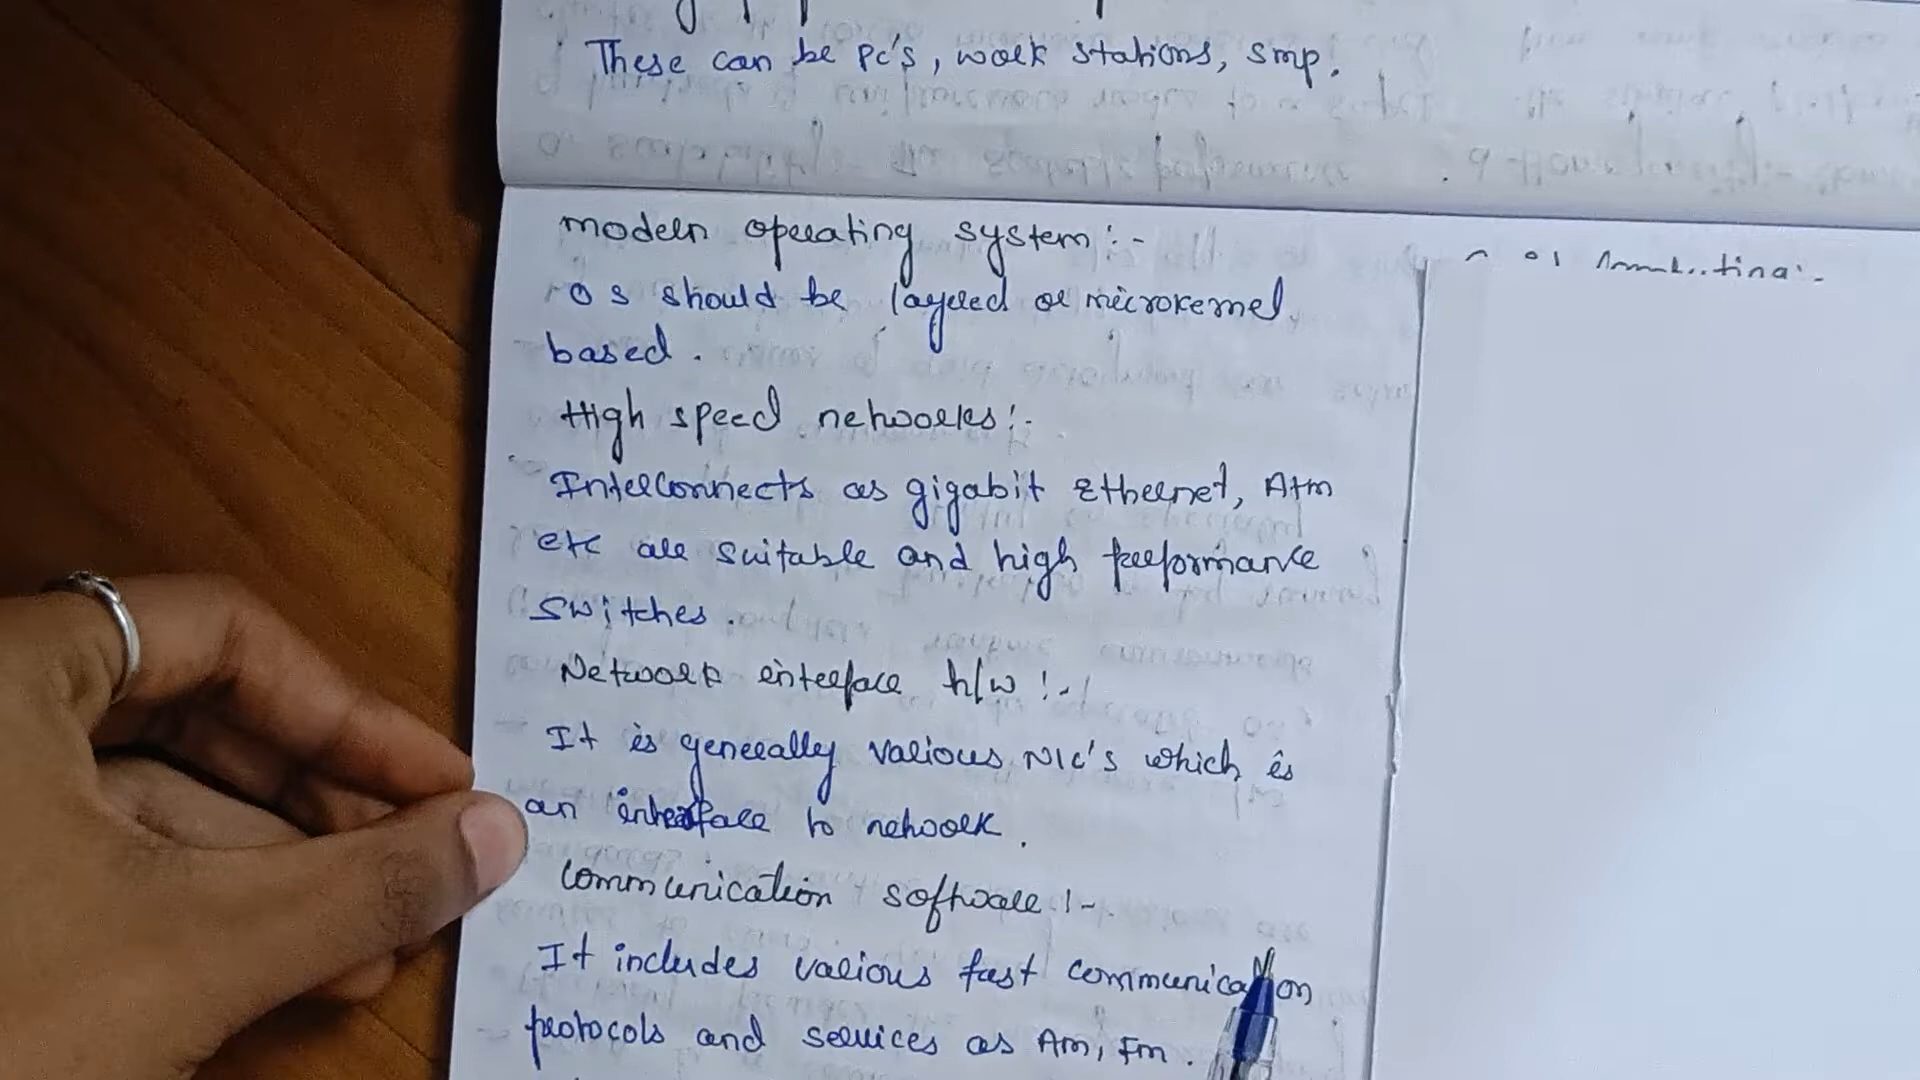 These can be Pc's, work stations, smp.
modern operating system:-
OS should be layered or microkernel
based.
High speed networks:-
Interconnects as gigabit Ethernet, Atm
etc are suitable and high performance
switches.
Network interface h/w:-
It is generally various NIC's which is
an interface to network.
Communication software:-
It includes various fast communication
protocols and services as Am, Fm.